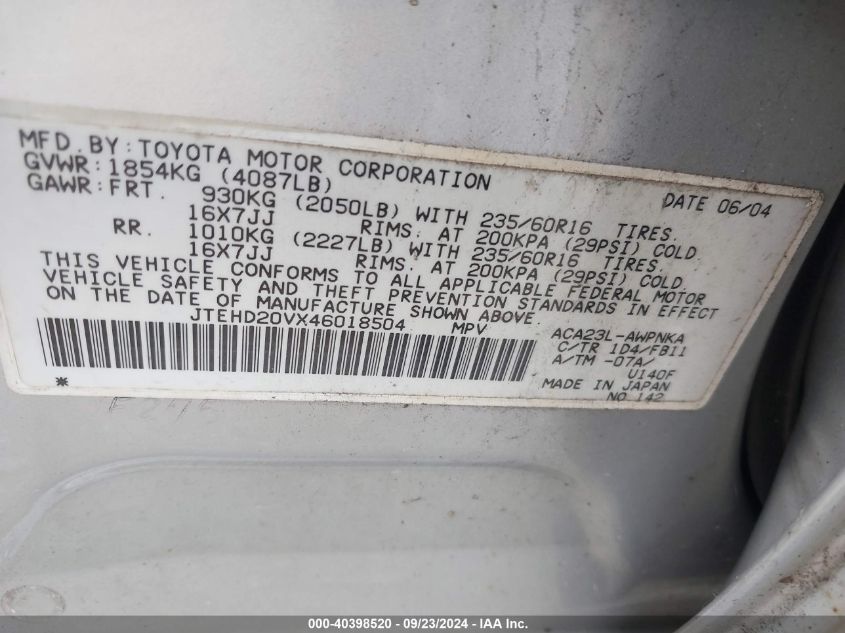 MFD. BY: TOYOTA MOTOR CORPORATION DATE 06/04
GVWR: 1854KG (4087LB)
GAWR: FRT. 930KG (2050LB) WITH 235/60R16 TIRES.
16X7JJ RIMS. AT 200KPA (29PSI) COLD.
RR. 1010KG (2227LB) WITH 235/60R16 TIRES.
16X7JJ RIMS. AT 200KPA (29PSI) COLD.
THIS VEHICLE CONFORMS TO ALL APPLICABLE FEDERAL MOTOR
VEHICLE SAFETY AND THEFT PREVENTION STANDARDS IN EFFECT
ON THE DATE OF MANUFACTURE SHOWN ABOVE.
JTEHD20VX46018504 MPV
ACA23L-AWPNKA
C/TR 1D4/FB11
A/TM -07A/
U140F
MADE IN JAPAN
NO 142
000-40398520 / 09/23/2024 - IAA Inc.